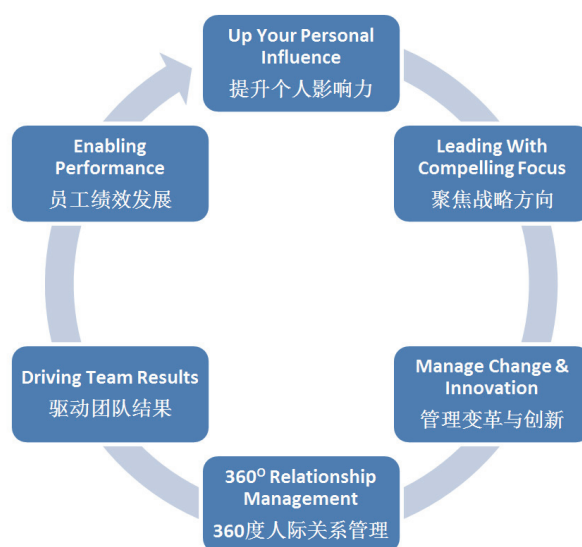 Up Your Personal
Influence
提升个人影响力
Leading With
Compelling Focus
聚焦战略方向
Manage Change &
Innovation
管理变革与创新
360⁰ Relationship
Management
360度人际关系管理
Driving Team Results
驱动团队结果
Enabling
Performance
员工绩效发展